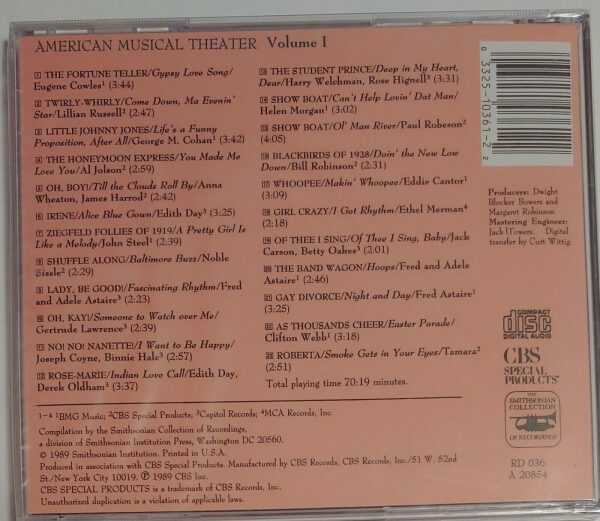 AMERICAN MUSICAL THEATER Volume I
THE FORTUNE TELLER/Gypsy Love Song/
Eugene Cowles¹ (3:44)
TWIRLY-WHIRLY/Come Down, Ma Evenin'
Star/Lillian Russell² (2:47)
LITTLE JOHNNY JONES/Life's a Funny
Proposition, After All/George M. Cohan¹ (3:42)
THE HONEYMOON EXPRESS/You Made Me
Love You/Al Jolson² (2:59)
OH, BOY!/Till the Clouds Roll By/Anna
Wheaton, James Harrod² (2:42)
IRENE/Alice Blue Gown/Edith Day³ (3:25)
ZIEGFELD FOLLIES OF 1919/A Pretty Girl Is
Like a Melody/John Steel¹ (2:39)
SHUFFLE ALONG/Baltimore Buzz/Noble
Sissle² (2:29)
LADY, BE GOOD!/Fascinating Rhythm/Fred
and Adele Astaire³ (2:23)
OH, KAY!/Someone to Watch over Me/
Gertrude Lawrence³ (2:39)
NO! NO! NANETTE/I Want to Be Happy/
Joseph Coyne, Binnie Hale³ (2:57)
ROSE-MARIE/Indian Love Call/Edith Day,
Derek Oldham³ (3:37)
THE STUDENT PRINCE/Deep in My Heart,
Dear/Harry Welchman, Rose Hignell³ (3:31)
SHOW BOAT/Can't Help Lovin' Dat Man/
Helen Morgan¹ (3:02)
SHOW BOAT/Ol' Man River/Paul Robeson²
(4:05)
BLACKBIRDS OF 1928/Doin' the New Low
Down/Bill Robinson² (2:31)
WHOOPEE/Makin' Whoopee/Eddie Cantor¹
(3:09)
GIRL CRAZY/I Got Rhythm/Ethel Merman⁴
(2:18)
OF THEE I SING/Of Thee I Sing, Baby/Jack
Carson, Betty Oakes³ (2:01)
THE BAND WAGON/Hoops/Fred and Adele
Astaire¹ (2:46)
GAY DIVORCE/Night and Day/Fred Astaire¹
(3:25)
AS THOUSANDS CHEER/Easter Parade/
Clifton Webb¹ (3:18)
ROBERTA/Smoke Gets in Your Eyes/Tamara²
(2:51)
Total playing time 70:19 minutes.
0 3325-10361-2 2
Producers: Dwight
Blocker Bowers and
Margaret Robinson.
Mastering Engineer:
Jack Towers. Digital
transfer by Curt Wittig.
COMPACT
disc
DIGITAL AUDIO
CBS
SPECIAL
PRODUCTS
THE
SMITHSONIAN
COLLECTION
OF RECORDINGS
RD 036
A 20854
¹⁻⁴ ¹BMG Music; ²CBS Special Products; ³Capitol Records; ⁴MCA Records, Inc.
Compilation by the Smithsonian Collection of Recordings,
a division of Smithsonian Institution Press, Washington DC 20560.
© 1989 Smithsonian Institution. Printed in U.S.A.
Produced in association with CBS Special Products. Manufactured by CBS Records, CBS Records, Inc./51 W. 52nd
St./New York City 10019. ℗ 1989 CBS Inc.
CBS SPECIAL PRODUCTS is a trademark of CBS Records, Inc.
Unauthorized duplication is a violation of applicable laws.